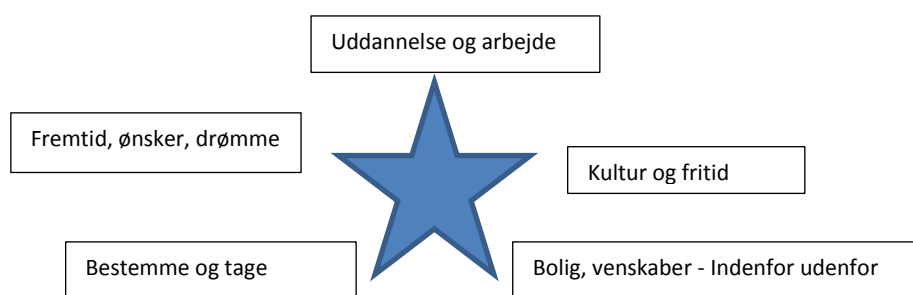 Uddannelse og arbejde
Fremtid, ønsker, drømme
Kultur og fritid
Bestemme og tage
Bolig, venskaber - Indenfor udenfor